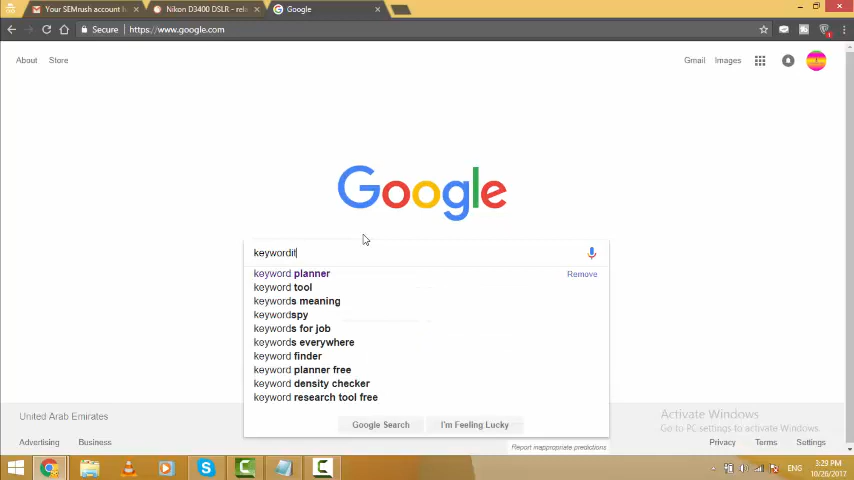 Your SEMrush account h
Nikon D3400 DSLR - rela
Google
Secure
https://www.google.com
About
Store
Gmail
Images
Google
keywordit
keyword planner
Remove
keyword tool
keywords meaning
keywordspy
keywords for job
keywords everywhere
keyword finder
keyword planner free
keyword density checker
keyword research tool free
Google Search
I'm Feeling Lucky
Report inappropriate predictions
United Arab Emirates
Activate Windows
Go to PC settings to activate Windows.
Advertising
Business
Privacy
Terms
Settings
ENG
3:29 PM
10/26/2017